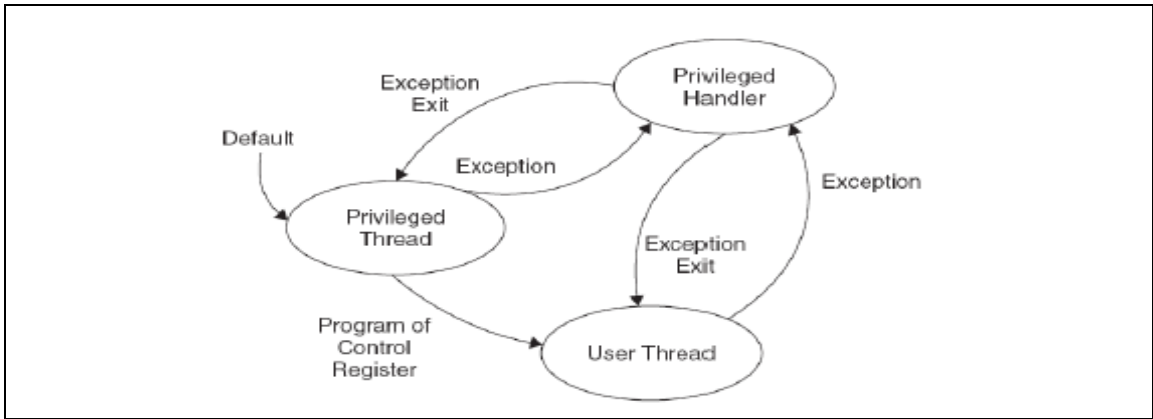 Privileged
Handler
Exception
Exit
Default
Exception
Exception
Privileged
Thread
Exception
Exit
Program of
Control
Register
User Thread